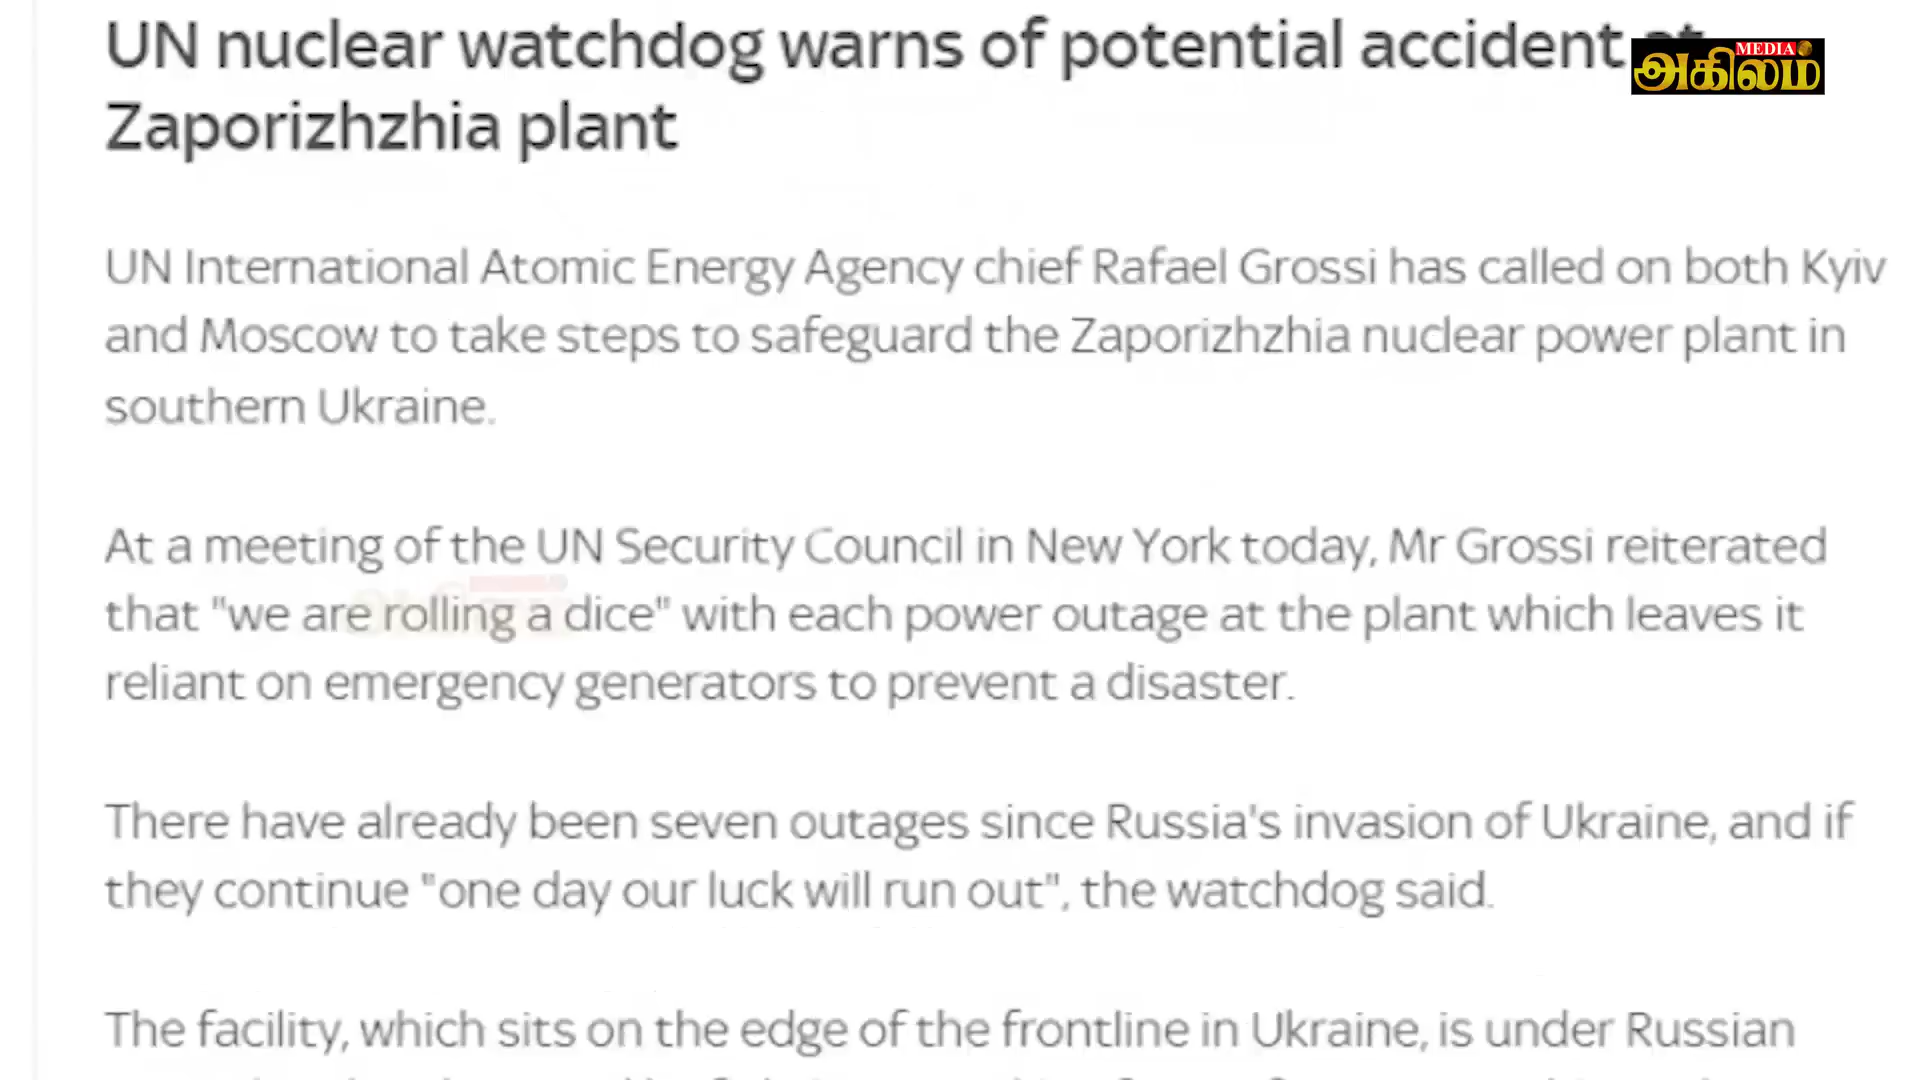 UN nuclear watchdog warns of potential accident at
MEDIA
அகிலம்
Zaporizhzhia plant
UN International Atomic Energy Agency chief Rafael Grossi has called on both Kyiv
and Moscow to take steps to safeguard the Zaporizhzhia nuclear power plant in
southern Ukraine.
At a meeting of the UN Security Council in New York today, Mr Grossi reiterated
that "we are rolling a dice" with each power outage at the plant which leaves it
reliant on emergency generators to prevent a disaster.
There have already been seven outages since Russia's invasion of Ukraine, and if
they continue "one day our luck will run out", the watchdog said.
The facility, which sits on the edge of the frontline in Ukraine, is under Russian